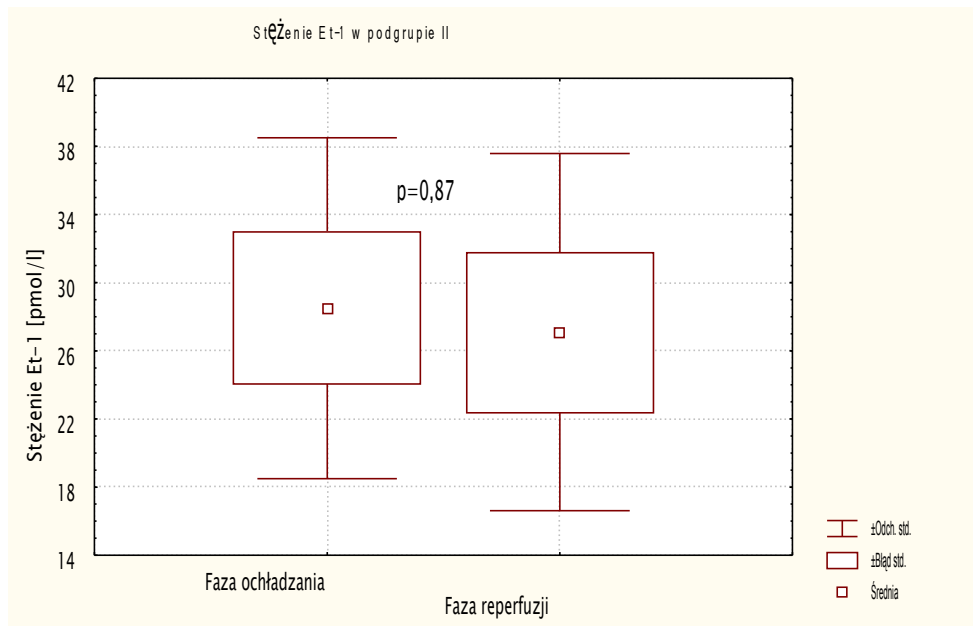 Stężenie Et-1 w podgrupie II
42
38
34
30
26
22
18
14
Stężenie Et-1 [pmol/l]
p=0,87
Faza ochładzania
Faza reperfuzji
±Odch. std.
±Błąd std.
Średnia